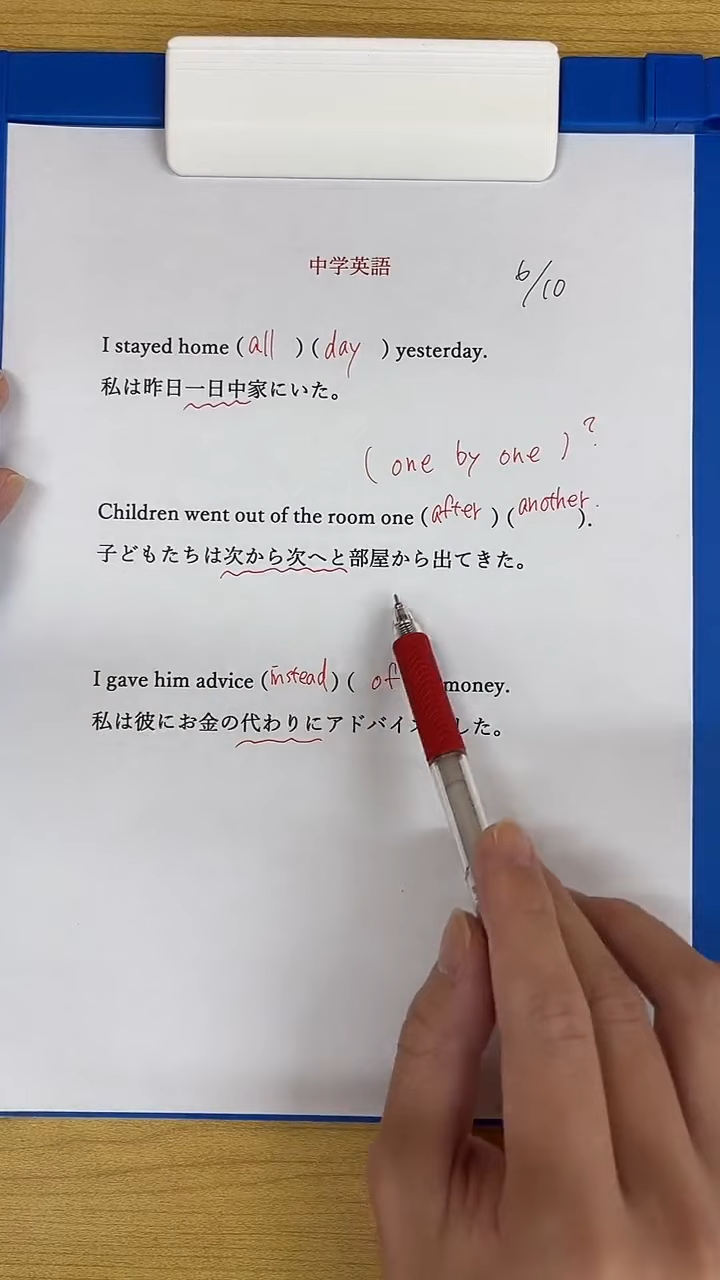 中学英語
6/10
I stayed home (all) (day) yesterday.
私は昨日一日中家にいた。
(one by one)?
Children went out of the room one (after) (another).
子どもたちは次から次へと部屋から出てきた。
I gave him advice (instead) (of money.
私は彼にお金の代わりにアドバイ した。